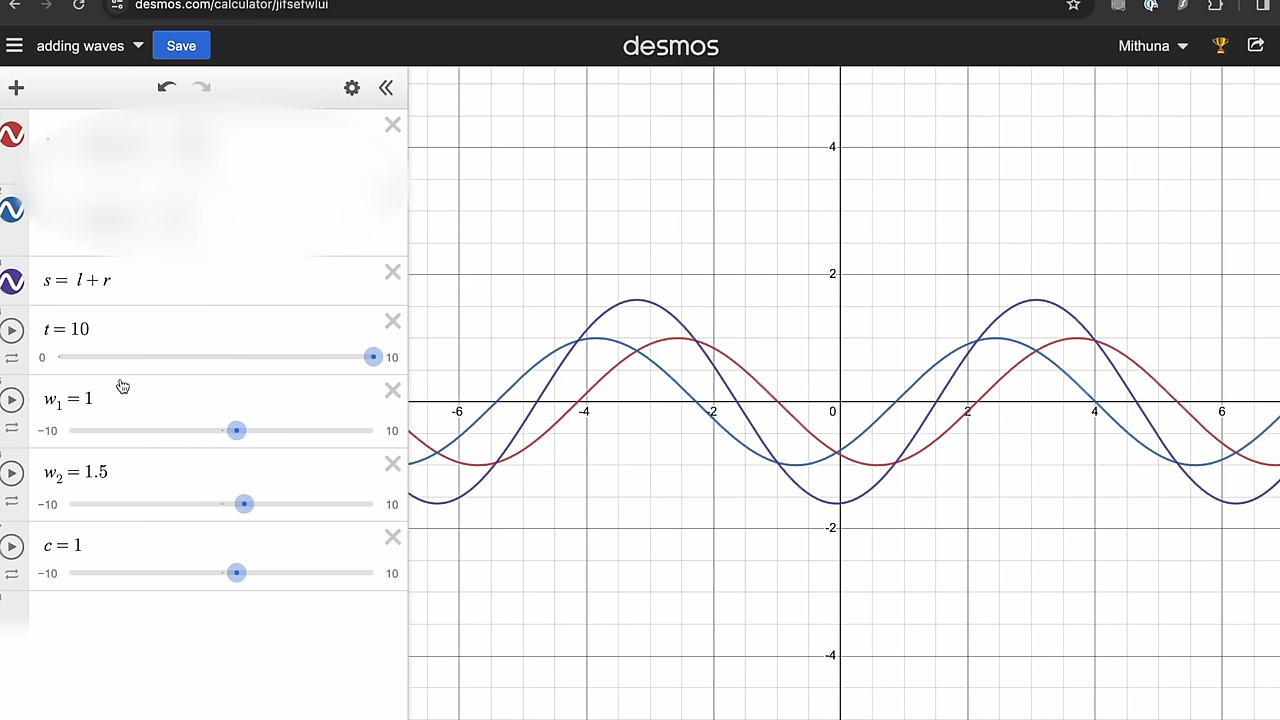 desmos.com/calculator/jifsefwlui
adding waves
Save
desmos
Mithuna
s = l + r
t = 10
0
10
w₁ = 1
−10
10
w₂ = 1.5
−10
10
c = 1
−10
10
4
2
-6
-4
-2
0
2
4
6
-2
-4